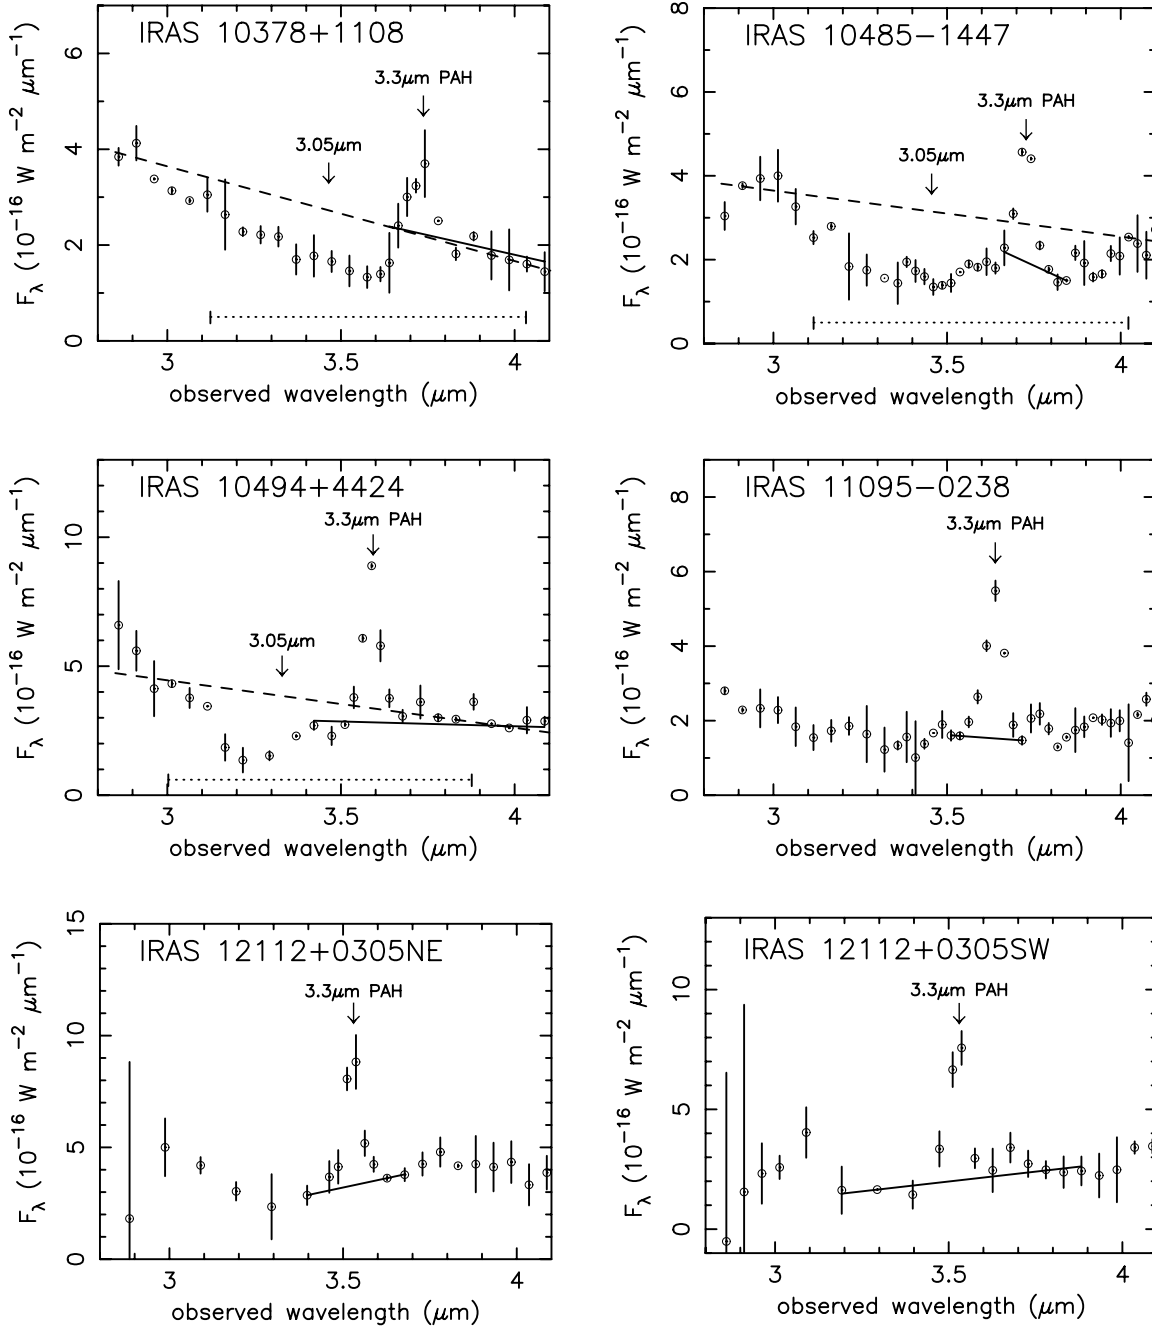 IRAS 10378+1108
3.3μm PAH
3.05μm
F_λ (10^−16 W m^−2 μm^−1)
0 2 4 6
3 3.5 4
observed wavelength (μm)
IRAS 10485−1447
3.3μm PAH
3.05μm
F_λ (10^−16 W m^−2 μm^−1)
0 2 4 6 8
3 3.5 4
observed wavelength (μm)
IRAS 10494+4424
3.3μm PAH
3.05μm
F_λ (10^−16 W m^−2 μm^−1)
0 5 10
3 3.5 4
observed wavelength (μm)
IRAS 11095−0238
3.3μm PAH
F_λ (10^−16 W m^−2 μm^−1)
0 2 4 6 8
3 3.5 4
observed wavelength (μm)
IRAS 12112+0305NE
3.3μm PAH
F_λ (10^−16 W m^−2 μm^−1)
0 5 10 15
3 3.5 4
observed wavelength (μm)
IRAS 12112+0305SW
3.3μm PAH
F_λ (10^−16 W m^−2 μm^−1)
0 5 10
3 3.5 4
observed wavelength (μm)